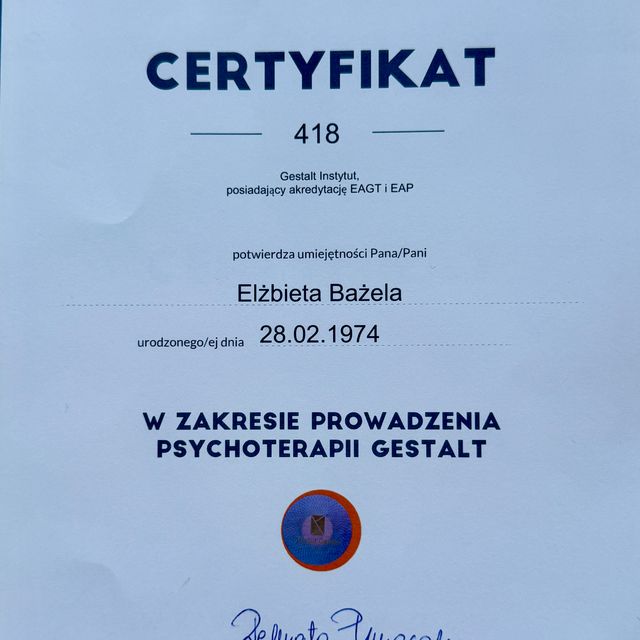 CERTYFIKAT
418
Gestalt Instytut,
posiadający akredytację EAGT i EAP
potwierdza umiejętności Pana/Pani
Elżbieta Bażela
urodzonego/ej dnia 28.02.1974
W ZAKRESIE PROWADZENIA
PSYCHOTERAPII GESTALT
Renata